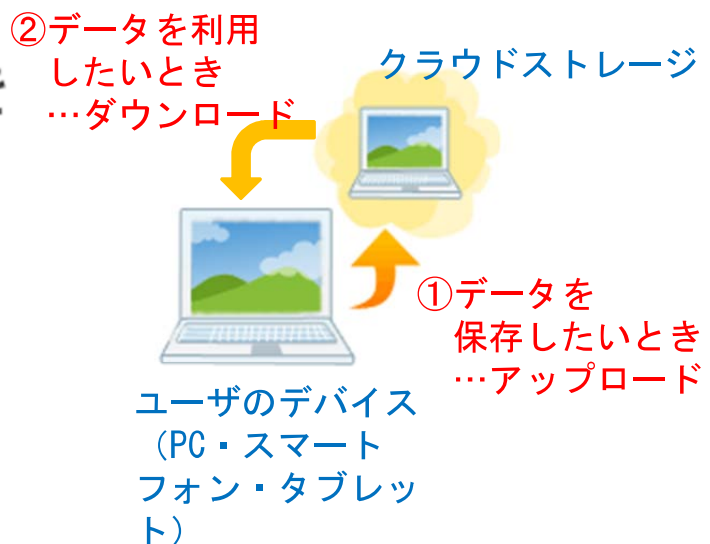 ②データを利用
したいとき
…ダウンロード
クラウドストレージ
①データを
保存したいとき
…アップロード
ユーザのデバイス
（PC・スマート
フォン・タブレッ
ト）